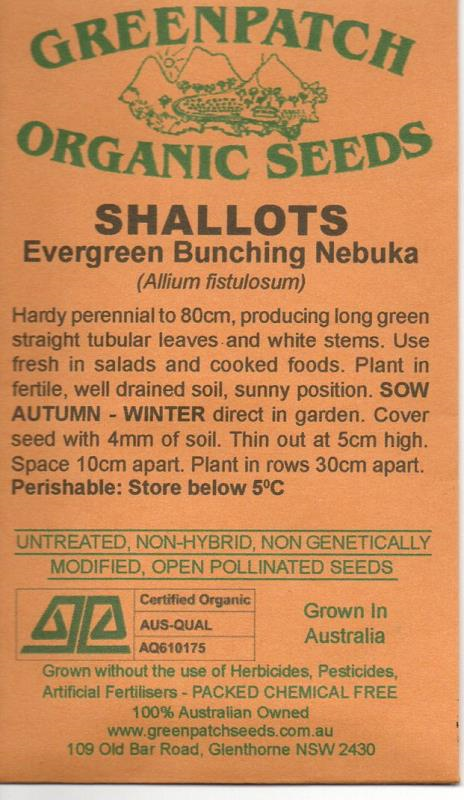 GREENPATCH
ORGANIC SEEDS
SHALLOTS
Evergreen Bunching Nebuka
(Allium fistulosum)
Hardy perennial to 80cm, producing long green
straight tubular leaves and white stems. Use
fresh in salads and cooked foods. Plant in
fertile, well drained soil, sunny position. SOW
AUTUMN - WINTER direct in garden. Cover
seed with 4mm of soil. Thin out at 5cm high.
Space 10cm apart. Plant in rows 30cm apart.
Perishable: Store below 5⁰C
UNTREATED, NON-HYBRID, NON GENETICALLY
MODIFIED, OPEN POLLINATED SEEDS
Certified Organic
AUS-QUAL
AQ610175
Grown In
Australia
Grown without the use of Herbicides, Pesticides,
Artificial Fertilisers - PACKED CHEMICAL FREE
100% Australian Owned
www.greenpatchseeds.com.au
109 Old Bar Road, Glenthorne NSW 2430